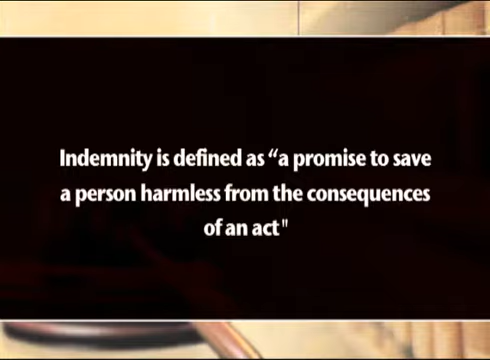 Indemnity is defined as “a promise to save
a person harmless from the consequences
of an act"